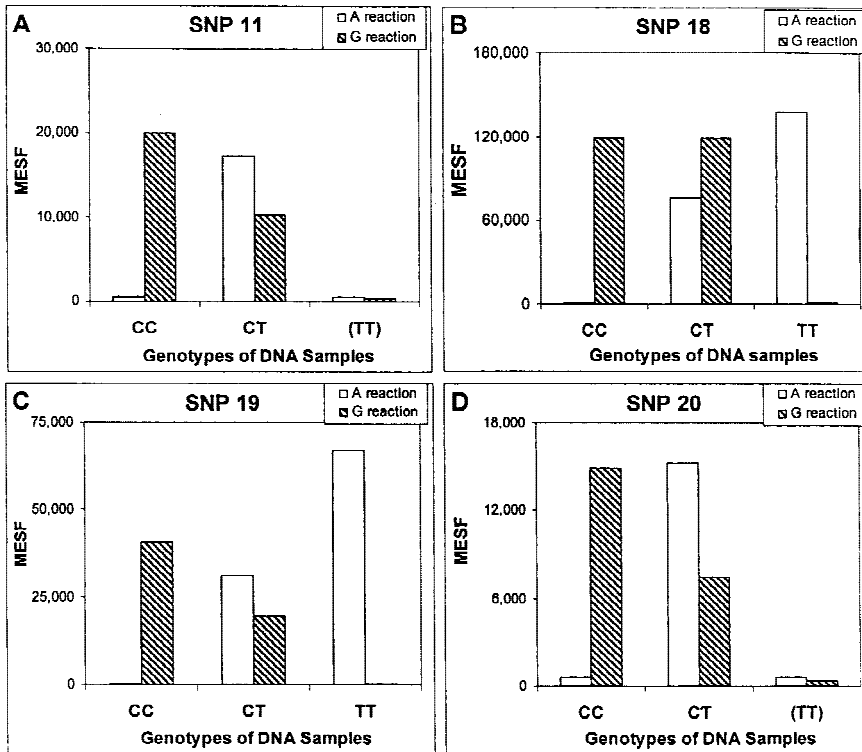 A
SNP 11
A reaction
G reaction
30,000
20,000
10,000
0
MESF
CC
CT
(TT)
Genotypes of DNA Samples
B
SNP 18
A reaction
G reaction
180,000
120,000
60,000
0
MESF
CC
CT
TT
Genotypes of DNA samples
C
SNP 19
A reaction
G reaction
75,000
50,000
25,000
0
MESF
CC
CT
TT
Genotypes of DNA Samples
D
SNP 20
A reaction
G reaction
18,000
12,000
6,000
0
MESF
CC
CT
(TT)
Genotypes of DNA Samples